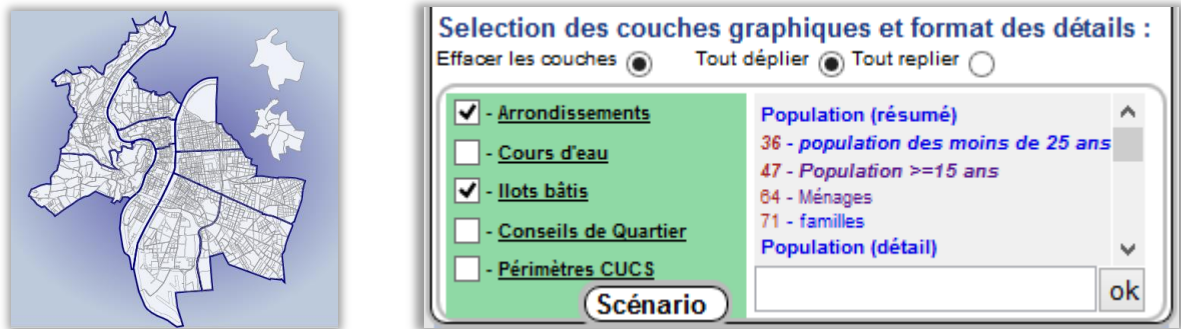 Selection des couches graphiques et format des détails :
Effacer les couches Tout déplier Tout replier
- Arrondissements
- Cours d'eau
- Ilots bâtis
- Conseils de Quartier
- Périmètres CUCS
Scénario
Population (résumé)
36 - population des moins de 25 ans
47 - Population >=15 ans
64 - Ménages
71 - familles
Population (détail)
ok